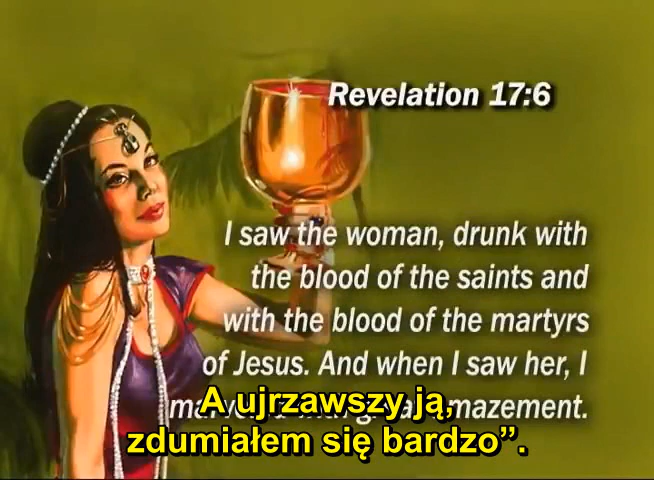 Revelation 17:6
I saw the woman, drunk with
the blood of the saints and
with the blood of the martyrs
of Jesus. And when I saw her, I
amazement.
A ujrzawszy ją,
zdumiałem się bardzo”.